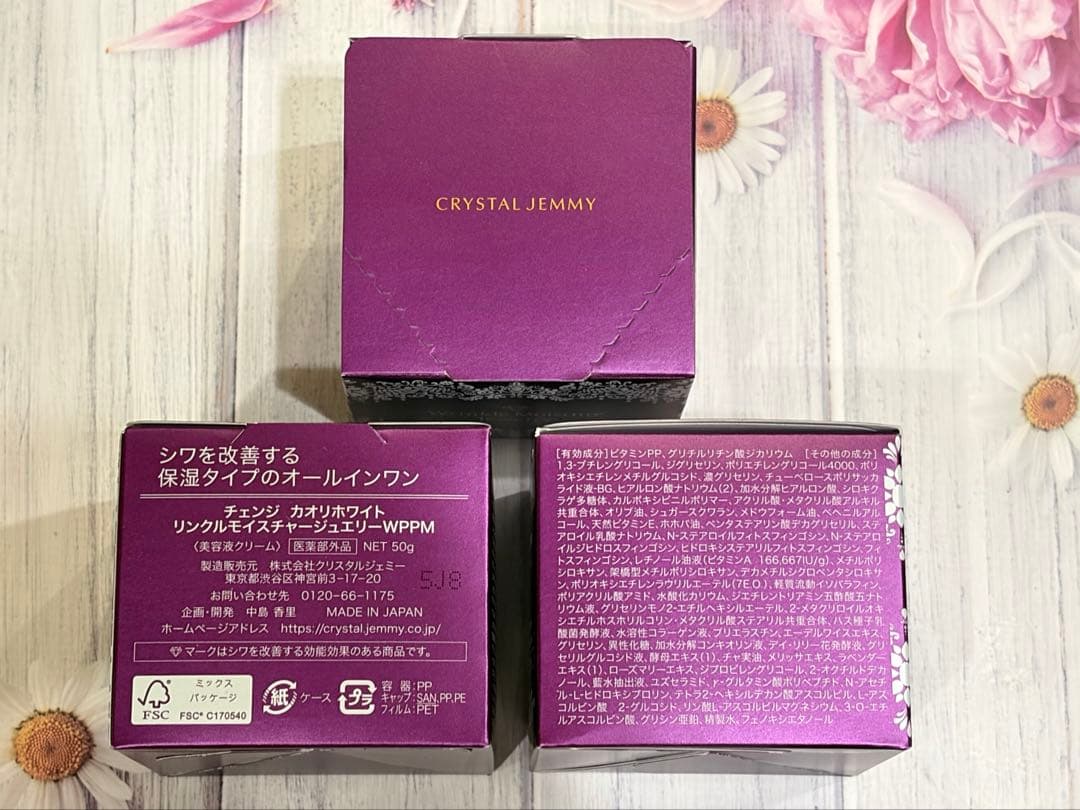 CRYSTAL JEMMY
シワを改善する
保湿タイプのオールインワン
チェンジ カオリホワイト
リンクルモイスチャージュエリーWPPM
〈美容液クリーム〉 医薬部外品 NET 50g
製造販売元 株式会社クリスタルジェミー
東京都渋谷区神宮前3-17-20
5J8
お問い合わせ先 0120-66-1175
企画・開発 中島 香里 MADE IN JAPAN
ホームページアドレス https://crystal.jemmy.co.jp/
マークはシワを改善する効能効果のある商品です。
FSC
ミックス
パッケージ
FSC® C170540
紙 ケース
プラ
容 器:PP
キャップ:SAN,PP,PE
フィルム:PET
[有効成分]ビタミンPP、グリチルリチン酸ジカリウム [その他の成分]
1,3-ブチレングリコール、ジグリセリン、ポリエチレングリコール4000、ポリ
オキシエチレンメチルグルコシド、濃グリセリン、チューベロースポリサッカ
ライド液-BG、ヒアルロン酸ナトリウム(2)、加水分解ヒアルロン酸、シロキクラ
ゲ多糖体、カルボキシビニルポリマー、アクリル酸・メタクリル酸アルキル
共重合体、オリブ油、シュガースクワラン、メドウフォーム油、ベヘニルアル
コール、天然ビタミンE、ホホバ油、ペンタステアリン酸デカグリセリル、ステ
アロイル乳酸ナトリウム、N-ステアロイルフィトスフィンゴシン、N-ステアロ
イルジヒドロスフィンゴシン、ヒドロキシステアリルフィトスフィンゴシン、フィ
トスフィンゴシン、レチノール油液(ビタミンA 166,667IU/g)、メチルポリ
シロキサン、架橋型メチルポリシロキサン、デカメチルシクロペンタシロキサ
ン、ポリオキシエチレンラウリルエーテル(7E.O.)、軽質流動イソパラフィン、
ポリアクリル酸アミド、水酸化カリウム、ジエチレントリアミン五酢酸五ナト
リウム液、グリセリンモノ2-エチルヘキシルエーテル、2-メタクリロイルオキ
シエチルホスホリルコリン・メタクリル酸ステアリル共重合体、ハス種子乳
酸菌発酵液、水溶性コラーゲン液、プリエラスチン、エーデルワイスエキス、
グリセリン、異性化糖、加水分解コンキオリン液、デイ・リリー花発酵液、グリ
セリルグルコシド液、酵母エキス(1)、チャ実油、メリッサエキス、ラベンダー
エキス(1)、ローズマリーエキス、ジプロピレングリコール、2-オクチルドデカ
ノール、藍水抽出液、ユズセラミド、γ-グルタミン酸ポリペプチド、N-アセチ
ル-L-ヒドロキシプロリン、テトラ2-ヘキシルデカン酸アスコルビル、L-アス
コルビン酸 2-グルコシド、リン酸L-アスコルビルマグネシウム、3-O-エチ
ルアスコルビン酸、グリシン亜鉛、精製水、フェノキシエタノール